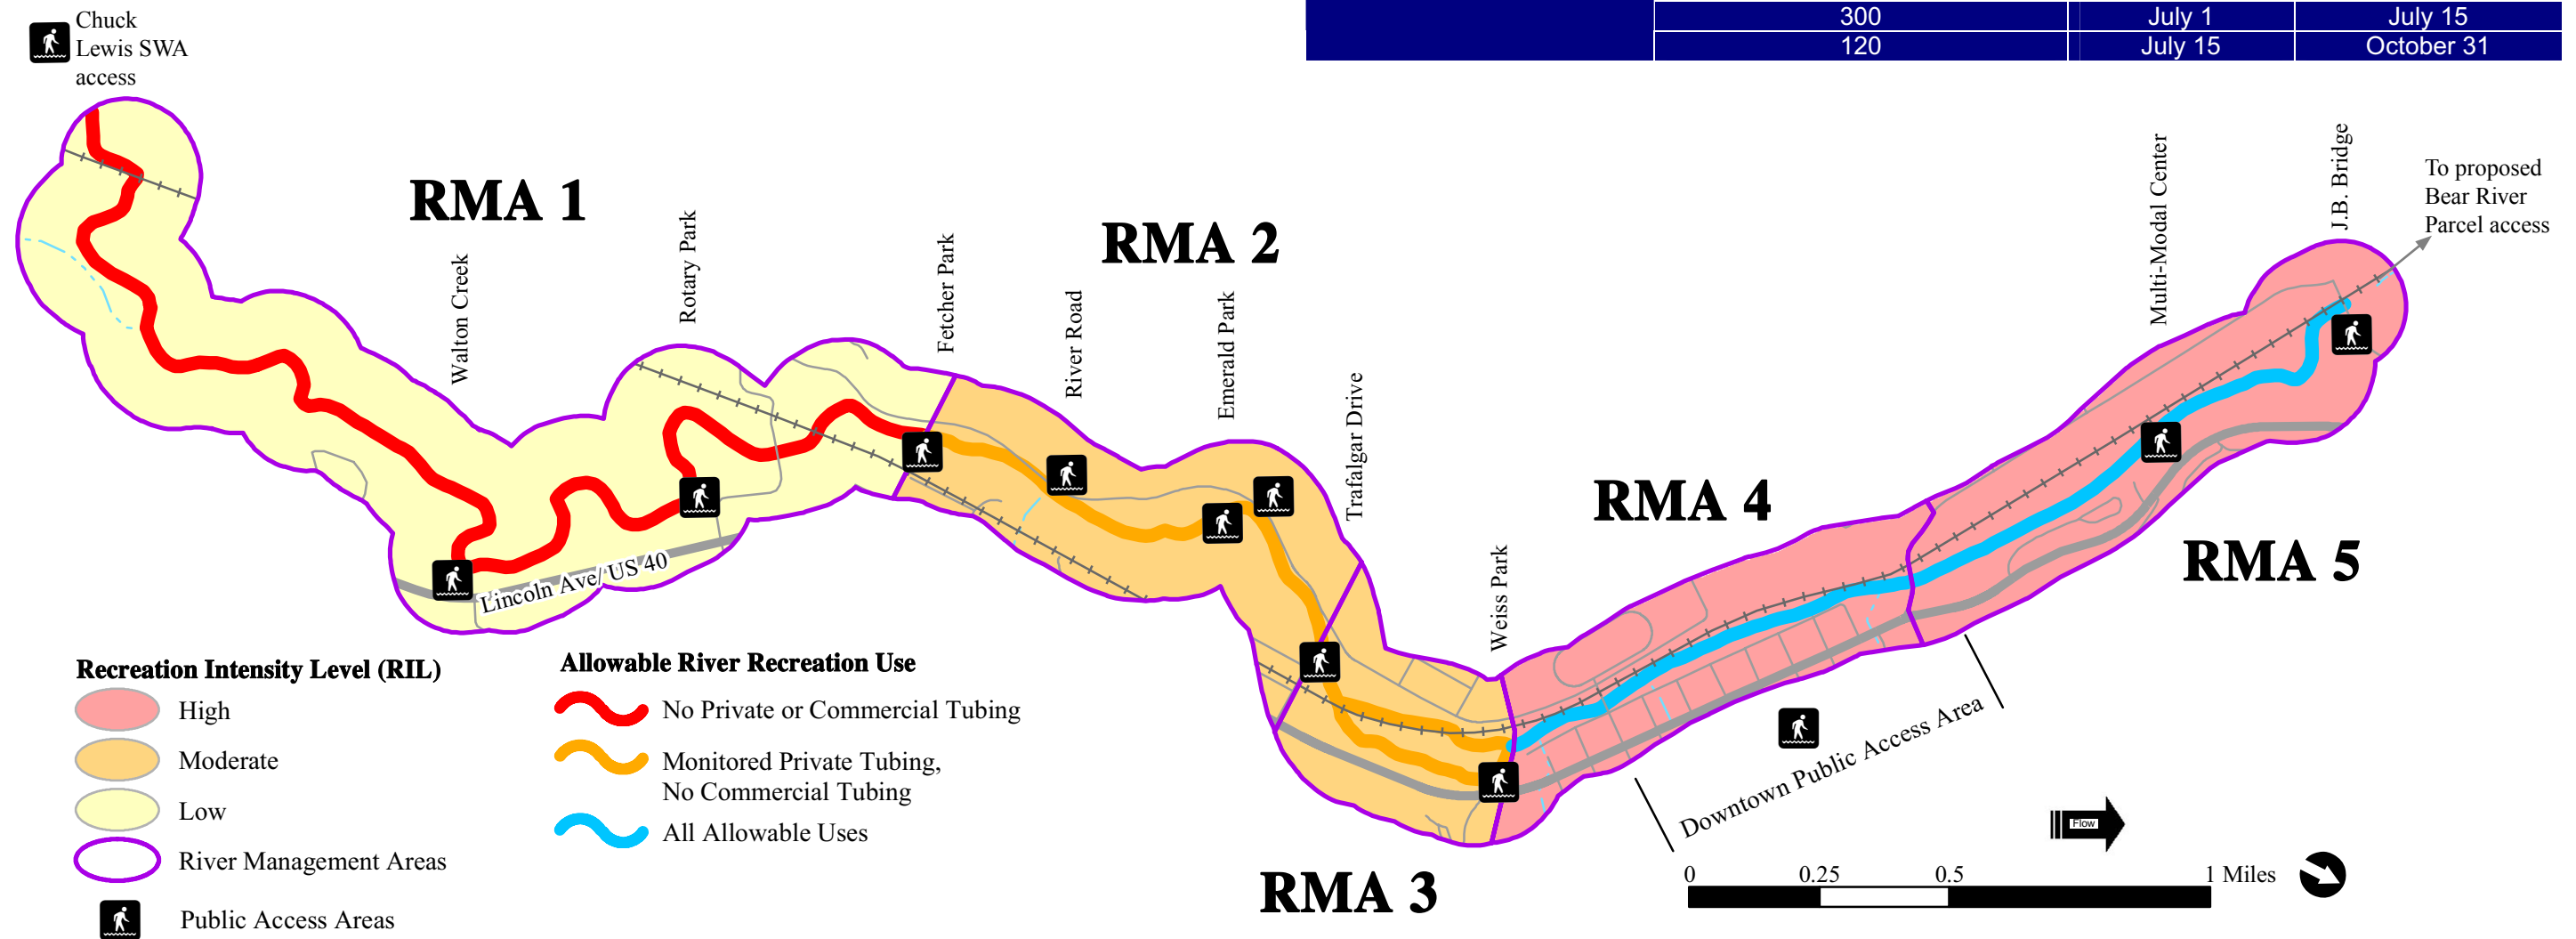 300 July 1 July 15
120 July 15 October 31
Chuck
Lewis SWA
access
RMA 1
Walton Creek
Rotary Park
Fetcher Park
RMA 2
River Road
Emerald Park
Trafalgar Drive
Weiss Park
RMA 4
Multi-Modal Center
J.B. Bridge
To proposed
Bear River
Parcel access
RMA 5
Lincoln Ave/ US 40
RMA 3
Downtown Public Access Area
Recreation Intensity Level (RIL)
High
Moderate
Low
River Management Areas
Public Access Areas
Allowable River Recreation Use
No Private or Commercial Tubing
Monitored Private Tubing,
No Commercial Tubing
All Allowable Uses
Flow
0 0.25 0.5 1 Miles